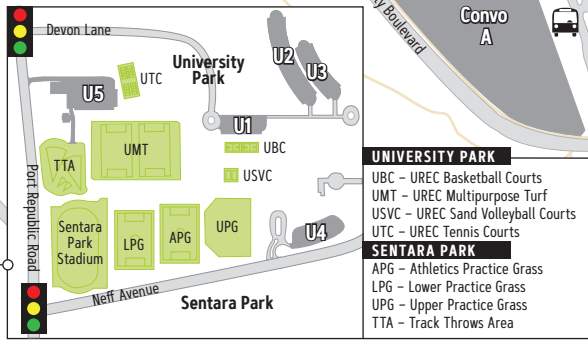 Devon Lane
University
Park
U2
U3
UTC
U5
U1
UBC
UMT
TTA
USVC
Port Republic Road
Sentara
Park
Stadium
LPG
APG
UPG
U4
Neff Avenue
Sentara Park
y Boulevard
Convo
A
UNIVERSITY PARK
UBC – UREC Basketball Courts
UMT – UREC Multipurpose Turf
USVC – UREC Sand Volleyball Courts
UTC – UREC Tennis Courts
SENTARA PARK
APG – Athletics Practice Grass
LPG – Lower Practice Grass
UPG – Upper Practice Grass
TTA – Track Throws Area